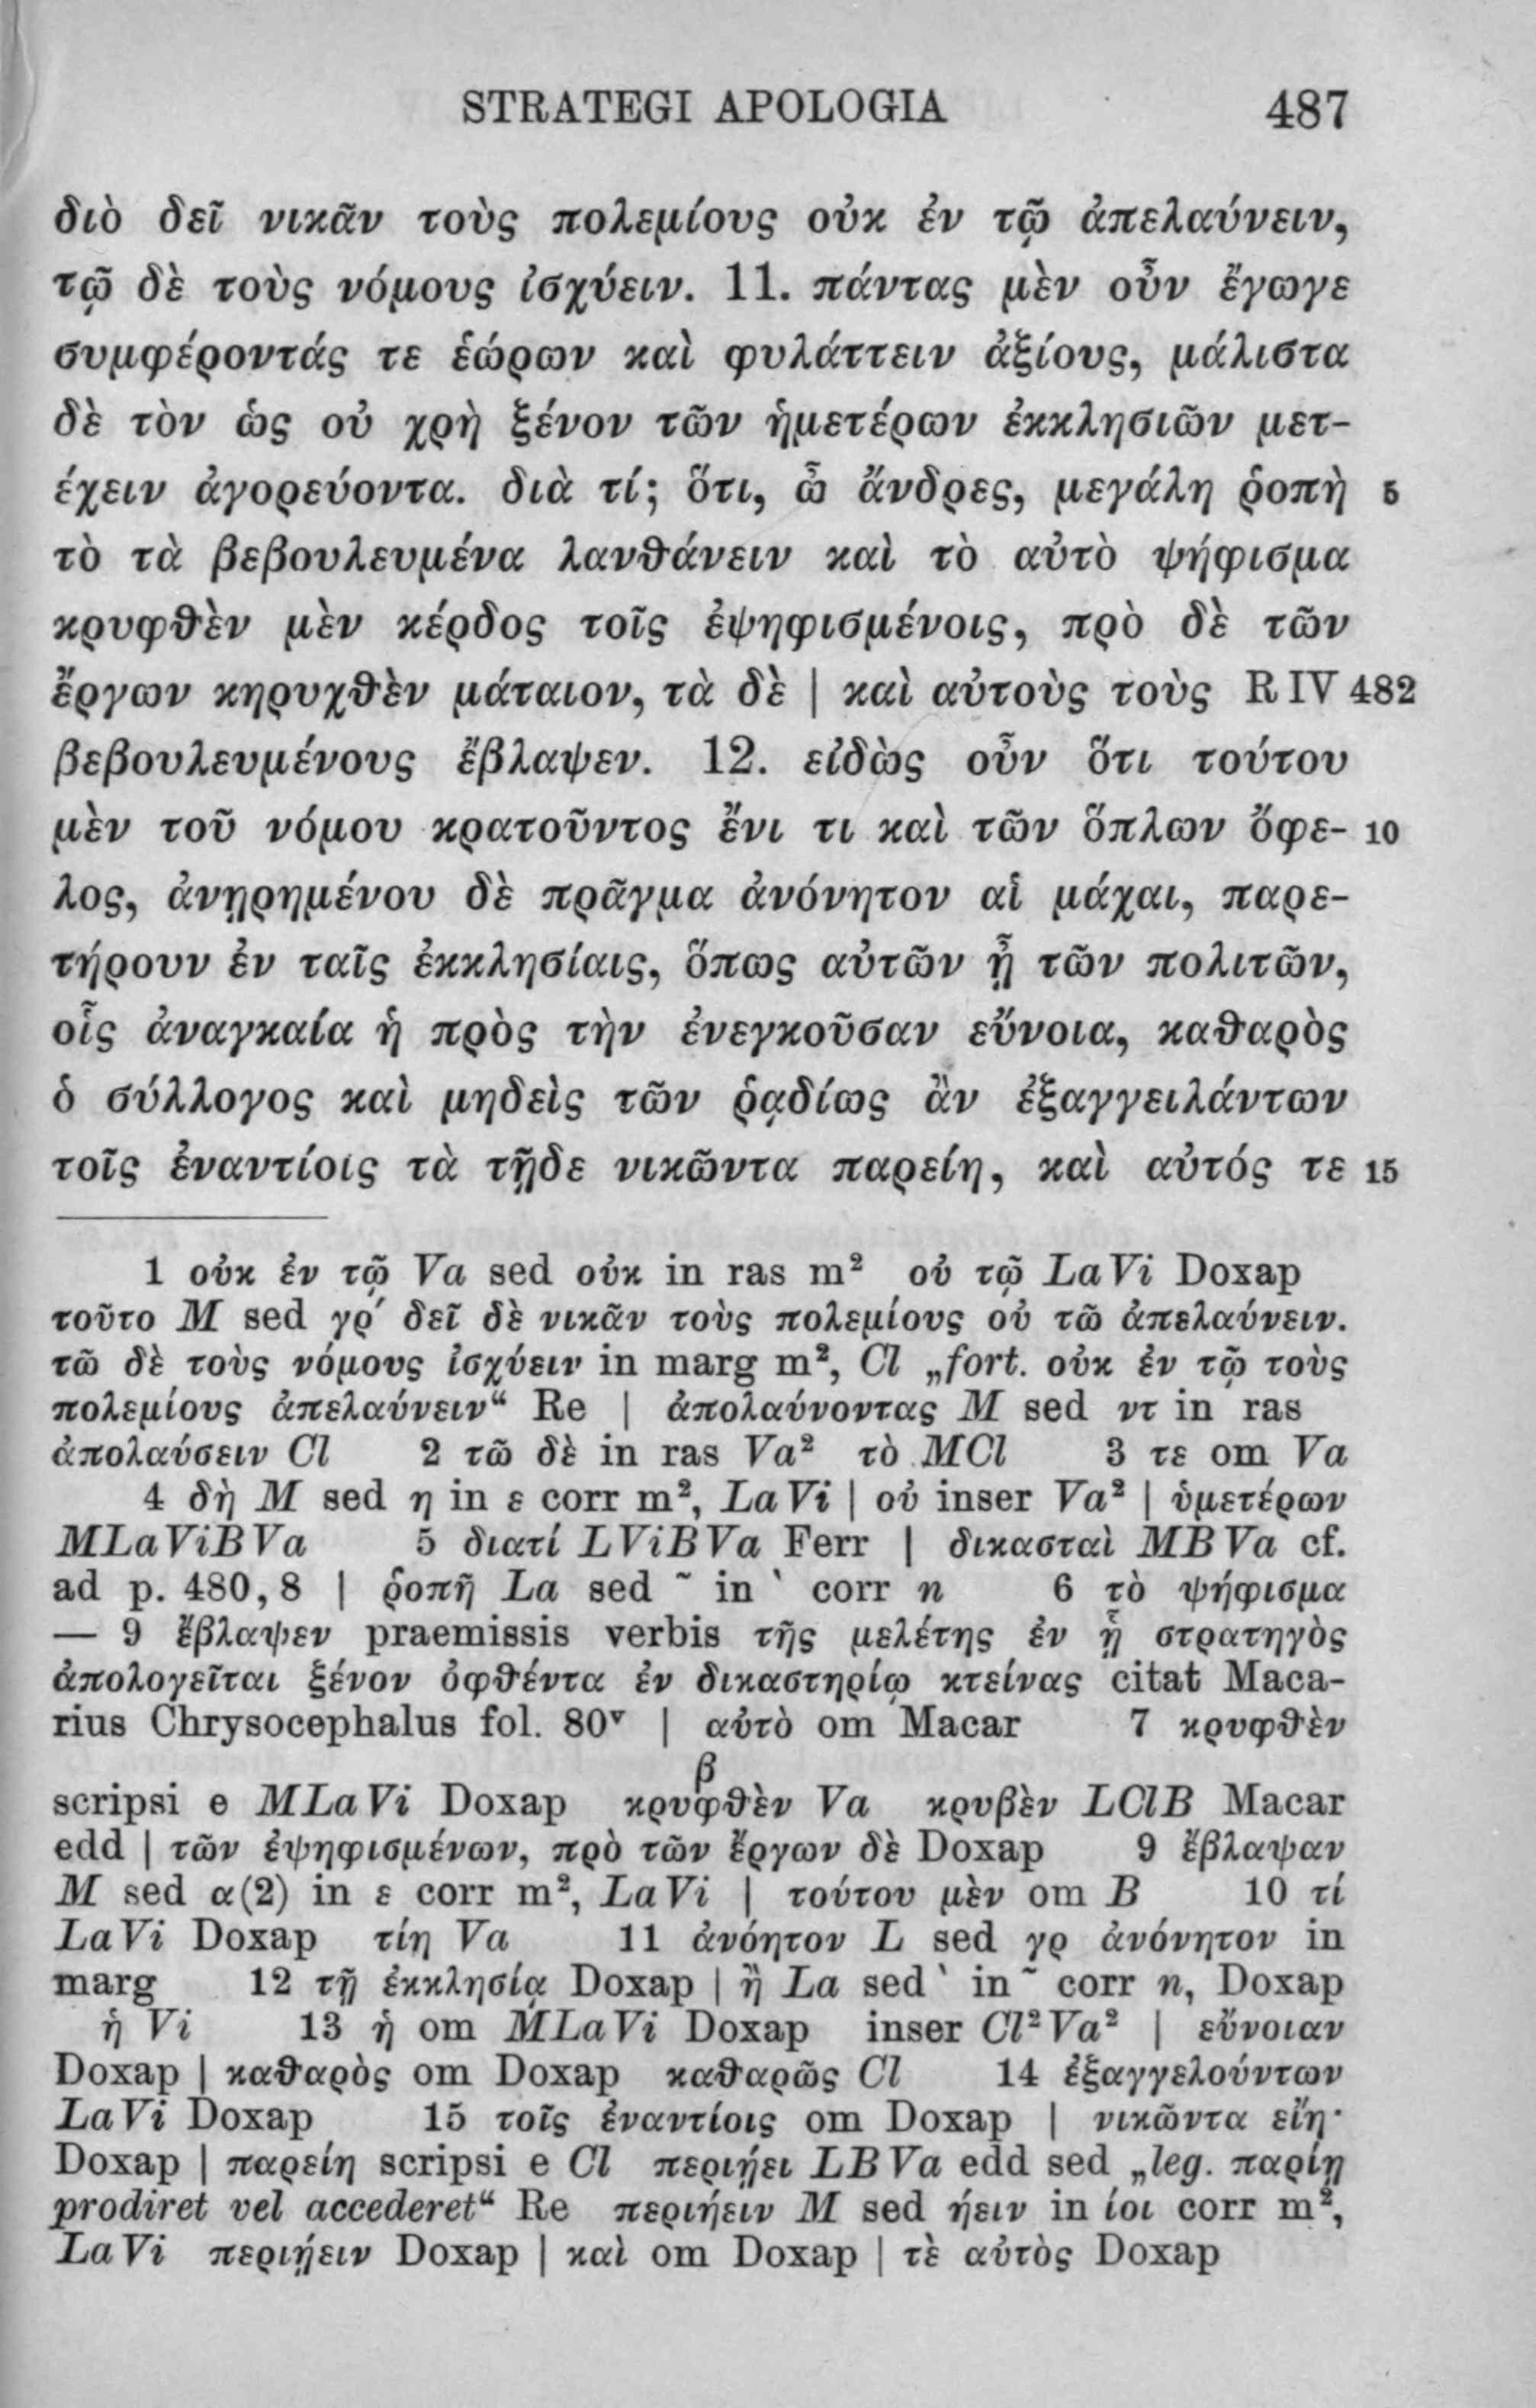 STRATEGI APOLOGIA 487
διὸ δεῖ νικᾶν τοὺς πολεμίους οὐκ ἐν τῷ ἀπελαύνειν,
τῷ δὲ τοὺς νόμους ἰσχύειν. 11. πάντας μὲν οὖν ἔγωγε
συμφέροντάς τε ἑώρων καὶ φυλάττειν ἀξίους, μάλιστα
δὲ τὸν ὡς οὐ χρὴ ξένον τῶν ἡμετέρων ἐκκλησιῶν μετ-
έχειν ἀγορεύοντα. διὰ τί; ὅτι, ὦ ἄνδρες, μεγάλη ῥοπὴ 5
τὸ τὰ βεβουλευμένα λανθάνειν καὶ τὸ αὐτὸ ψήφισμα
κρυφθὲν μὲν κέρδος τοῖς ἐψηφισμένοις, πρὸ δὲ τῶν
ἔργων κηρυχθὲν μάταιον, τὰ δὲ | καὶ αὐτοὺς τοὺς R IV 482
βεβουλευμένους ἔβλαψεν. 12. εἰδὼς οὖν ὅτι τούτου
μὲν τοῦ νόμου κρατοῦντος ἔνι τι καὶ τῶν ὅπλων ὄφε- 10
λος, ἀνῃρημένου δὲ πρᾶγμα ἀνόνητον αἱ μάχαι, παρε-
τήρουν ἐν ταῖς ἐκκλησίαις, ὅπως αὐτῶν ᾖ τῶν πολιτῶν,
οἷς ἀναγκαία ἡ πρὸς τὴν ἐνεγκοῦσαν εὔνοια, καθαρὸς
ὁ σύλλογος καὶ μηδεὶς τῶν ῥᾳδίως ἂν ἐξαγγειλάντων
τοῖς ἐναντίοις τὰ τῇδε νικῶντα παρείη, καὶ αὐτός τε 15
1 οὐκ ἐν τῷ Va sed οὐκ in ras m² οὐ τῷ LaVi Doxap
τοῦτο M sed γρ´ δεῖ δὲ νικᾶν τοὺς πολεμίους οὐ τῶ ἀπελαύνειν.
τῶ δὲ τοὺς νόμους ἰσχύειν in marg m², Cl „fort. οὐκ ἐν τῷ τοὺς
πολεμίους ἀπελαύνειν“ Re | ἀπολαύνοντας M sed ντ in ras
ἀπολαύσειν Cl 2 τῶ δὲ in ras Va² τὸ MCl 3 τε om Va
4 δὴ M sed η in ε corr m², LaVi | οὐ inser Va² | ὑμετέρων
MLaViBVa 5 διατί LViBVa Ferr | δικασταὶ MBVa cf.
ad p. 480, 8 | ῥοπῆ La sed ~ in ` corr n 6 τὸ ψήφισμα
— 9 ἔβλαψεν praemissis verbis τῆς μελέτης ἐν ᾗ στρατηγὸς
ἀπολογεῖται ξένον ὀφθέντα ἐν δικαστηρίῳ κτείνας citat Maca-
rius Chrysocephalus fol. 80ᵛ | αὐτὸ om Macar 7 κρυφθὲν
β
scripsi e MLaVi Doxap κρυφθὲν Va κρυβὲν LClB Macar
edd | τῶν ἐψηφισμένων, πρὸ τῶν ἔργων δὲ Doxap 9 ἔβλαψαν
M sed α(2) in ε corr m², LaVi | τούτου μὲν om B 10 τί
LaVi Doxap τίη Va 11 ἀνόητον L sed γρ ἀνόνητον in
marg 12 τῇ ἐκκλησίᾳ Doxap | ἢ La sed ` in ~ corr n, Doxap
ἡ Vi 13 ἡ om MLaVi Doxap inser Cl²Va² | εὔνοιαν
Doxap | καθαρὸς om Doxap καθαρῶς Cl 14 ἐξαγγελούντων
LaVi Doxap 15 τοῖς ἐναντίοις om Doxap | νικῶντα εἴη·
Doxap | παρείη scripsi e Cl περιῄει LBVa edd sed „leg. παρίῃ
prodiret vel accederet“ Re περιήειν M sed ήειν in ίοι corr m²,
LaVi περιῄειν Doxap | καὶ om Doxap | τὲ αὐτὸς Doxap